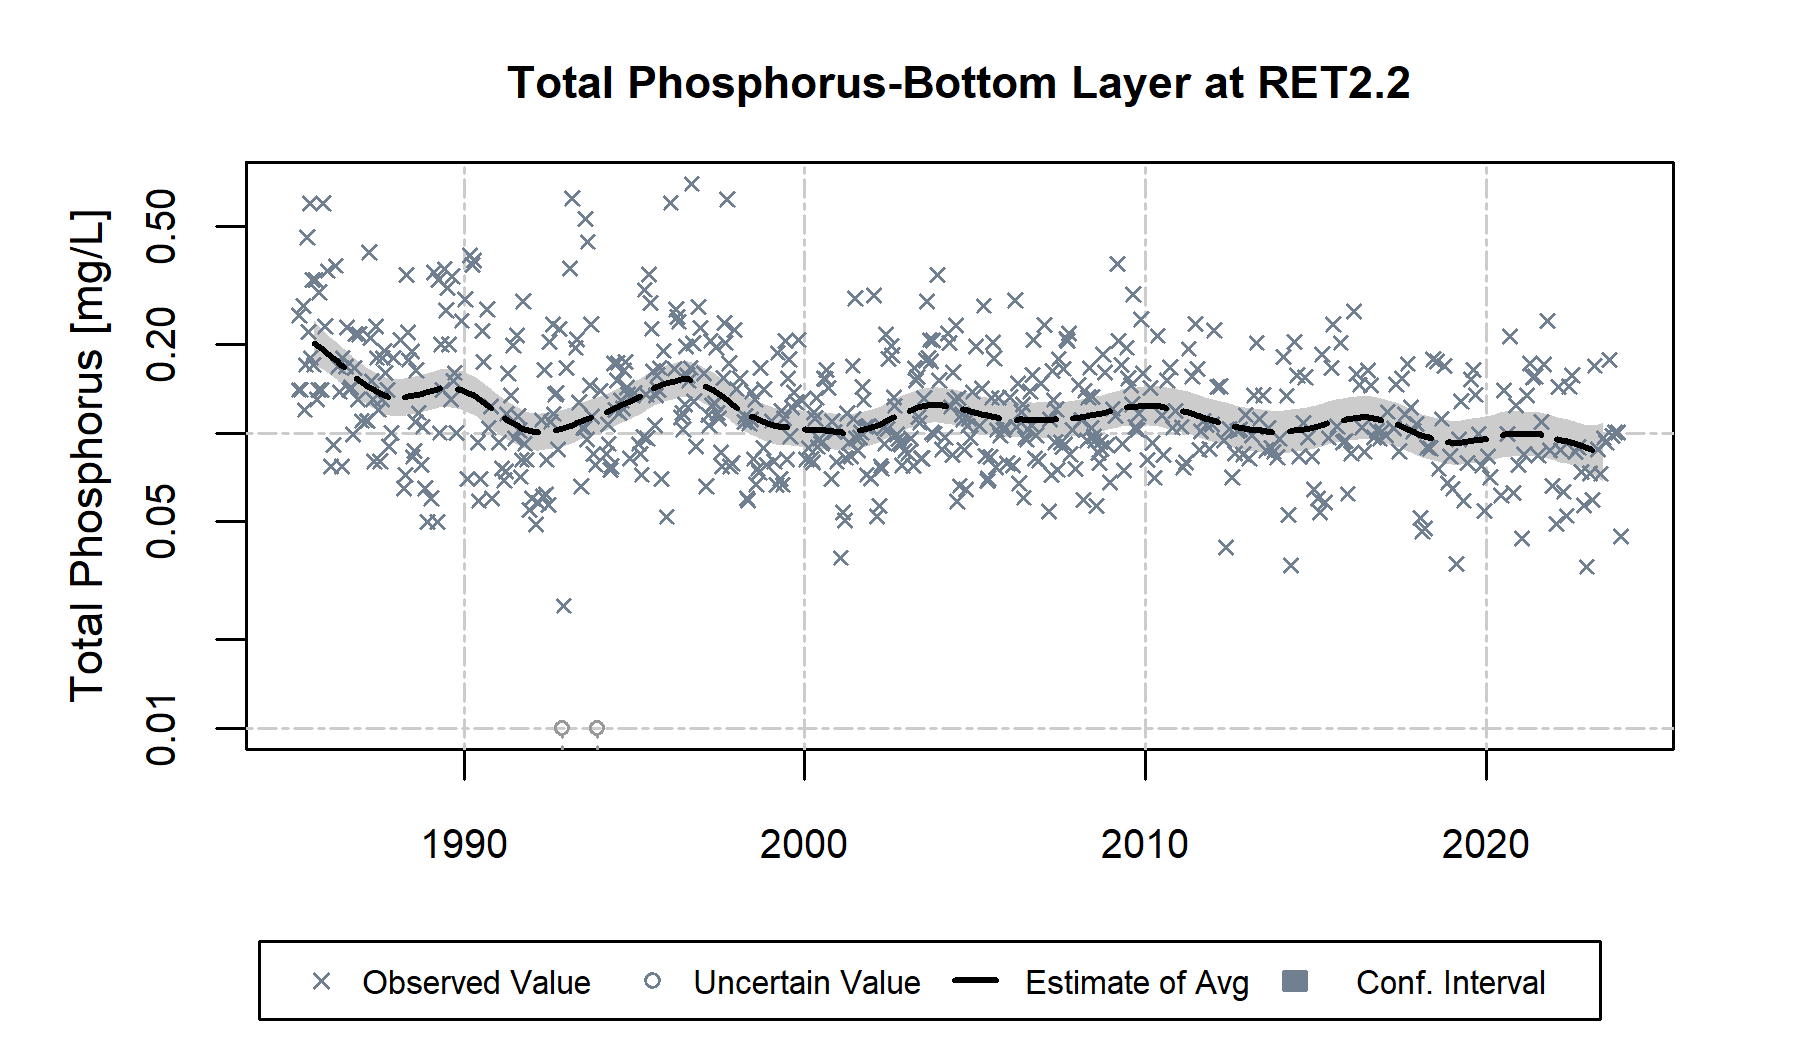 Total Phosphorus-Bottom Layer at RET2.2
Total Phosphorus [mg/L]
0.50
0.20
0.05
0.01
1990 2000 2010 2020
Observed Value Uncertain Value Estimate of Avg Conf. Interval